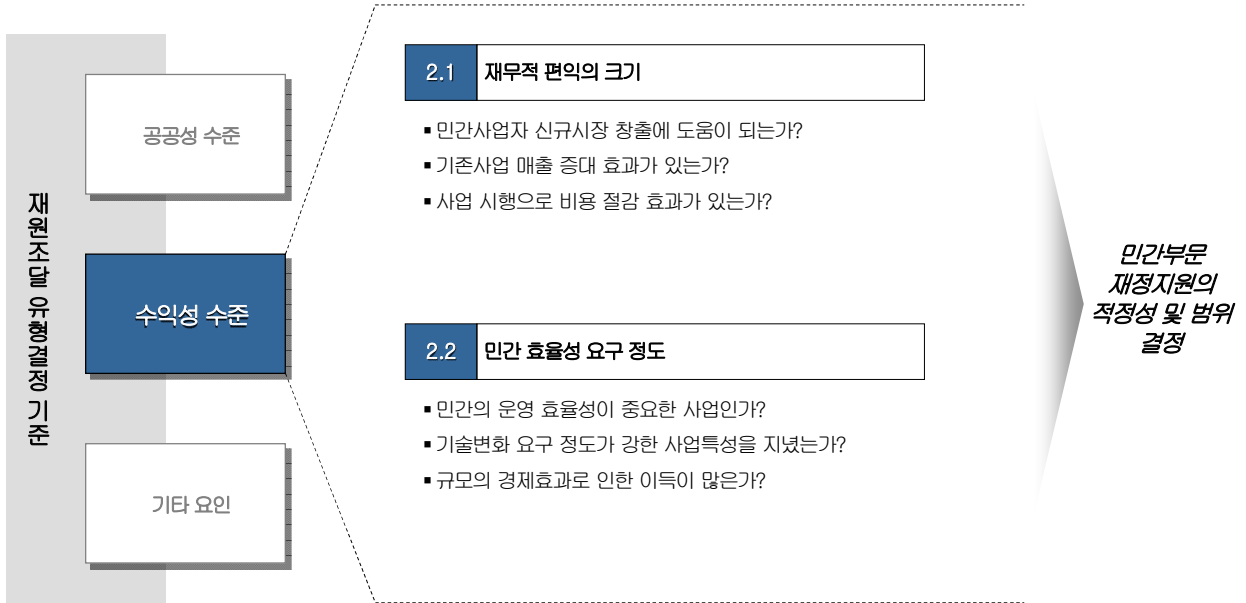 재원조달 유형결정 기준
공공성 수준
수익성 수준
기타 요인
2.1 재무적 편익의 크기
▪ 민간사업자 신규시장 창출에 도움이 되는가?
▪ 기존사업 매출 증대 효과가 있는가?
▪ 사업 시행으로 비용 절감 효과가 있는가?
2.2 민간 효율성 요구 정도
▪ 민간의 운영 효율성이 중요한 사업인가?
▪ 기술변화 요구 정도가 강한 사업특성을 지녔는가?
▪ 규모의 경제효과로 인한 이득이 많은가?
민간부문
재정지원의
적정성 및 범위
결정